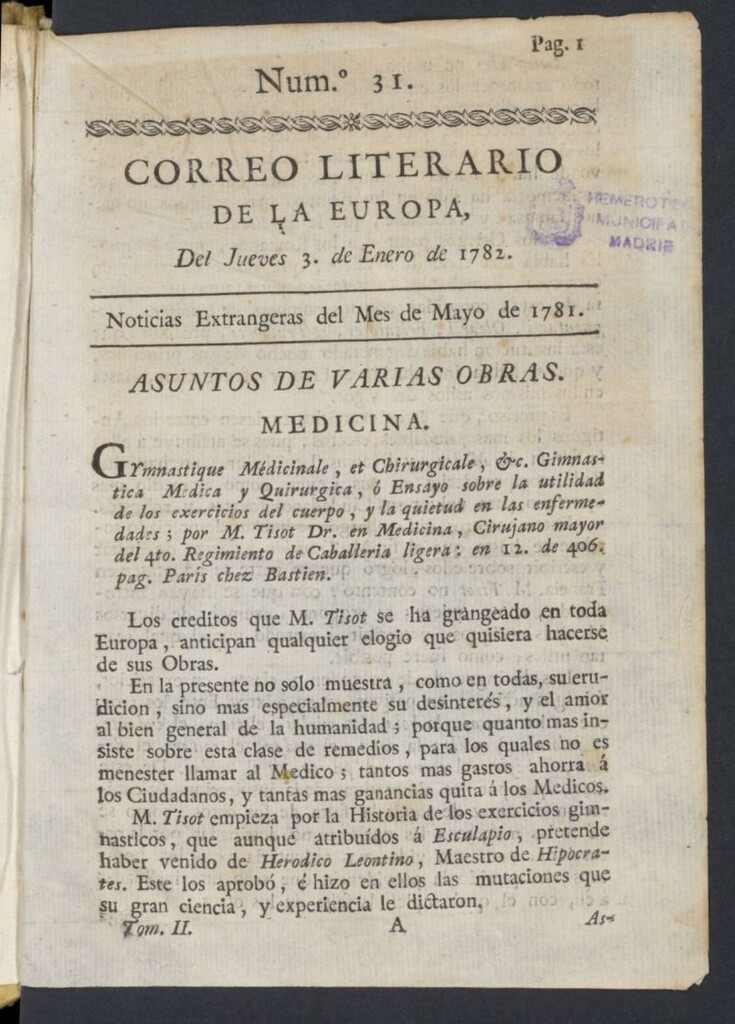 Pag. 1
Num.º 31.
CORREO LITERARIO
DE LA EUROPA,
Del Jueves 3. de Enero de 1782.
HEMEROT
MUNICIPA
MADRID
Noticias Extrangeras del Mes de Mayo de 1781.
ASUNTOS DE VARIAS OBRAS.
MEDICINA.
Gymnastique Médicinale, et Chirurgicale, &c. Gimnas-
tica Medica y Quirurgica, ó Ensayo sobre la utilidad
de los exercicios del cuerpo, y la quietud en las enferme-
dades; por M. Tisot Dr. en Medicina, Cirujano mayor
del 4to. Regimiento de Caballeria ligera: en 12. de 406.
pag. París chez Bastien.
Los creditos que M. Tisot se ha grangeado en toda
Europa, anticipan qualquier elogio que quisiera hacerse
de sus Obras.
En la presente no solo muestra, como en todas, su eru-
dicion, sino mas especialmente su desinterés, y el amor
al bien general de la humanidad; porque quanto mas in-
siste sobre esta clase de remedios, para los quales no es
menester llamar al Medico; tantos mas gastos ahorra á
los Ciudadanos, y tantas mas ganancias quita á los Medicos.
M. Tisot empieza por la Historia de los exercicios gim-
nasticos, que aunque atribuídos á Esculapio, pretende
haber venido de Herodico Leontino, Maestro de Hipocra-
tes. Este los aprobó, é hizo en ellos las mutaciones que
su gran ciencia, y experiencia le dictaron.
Tom. II. A As-